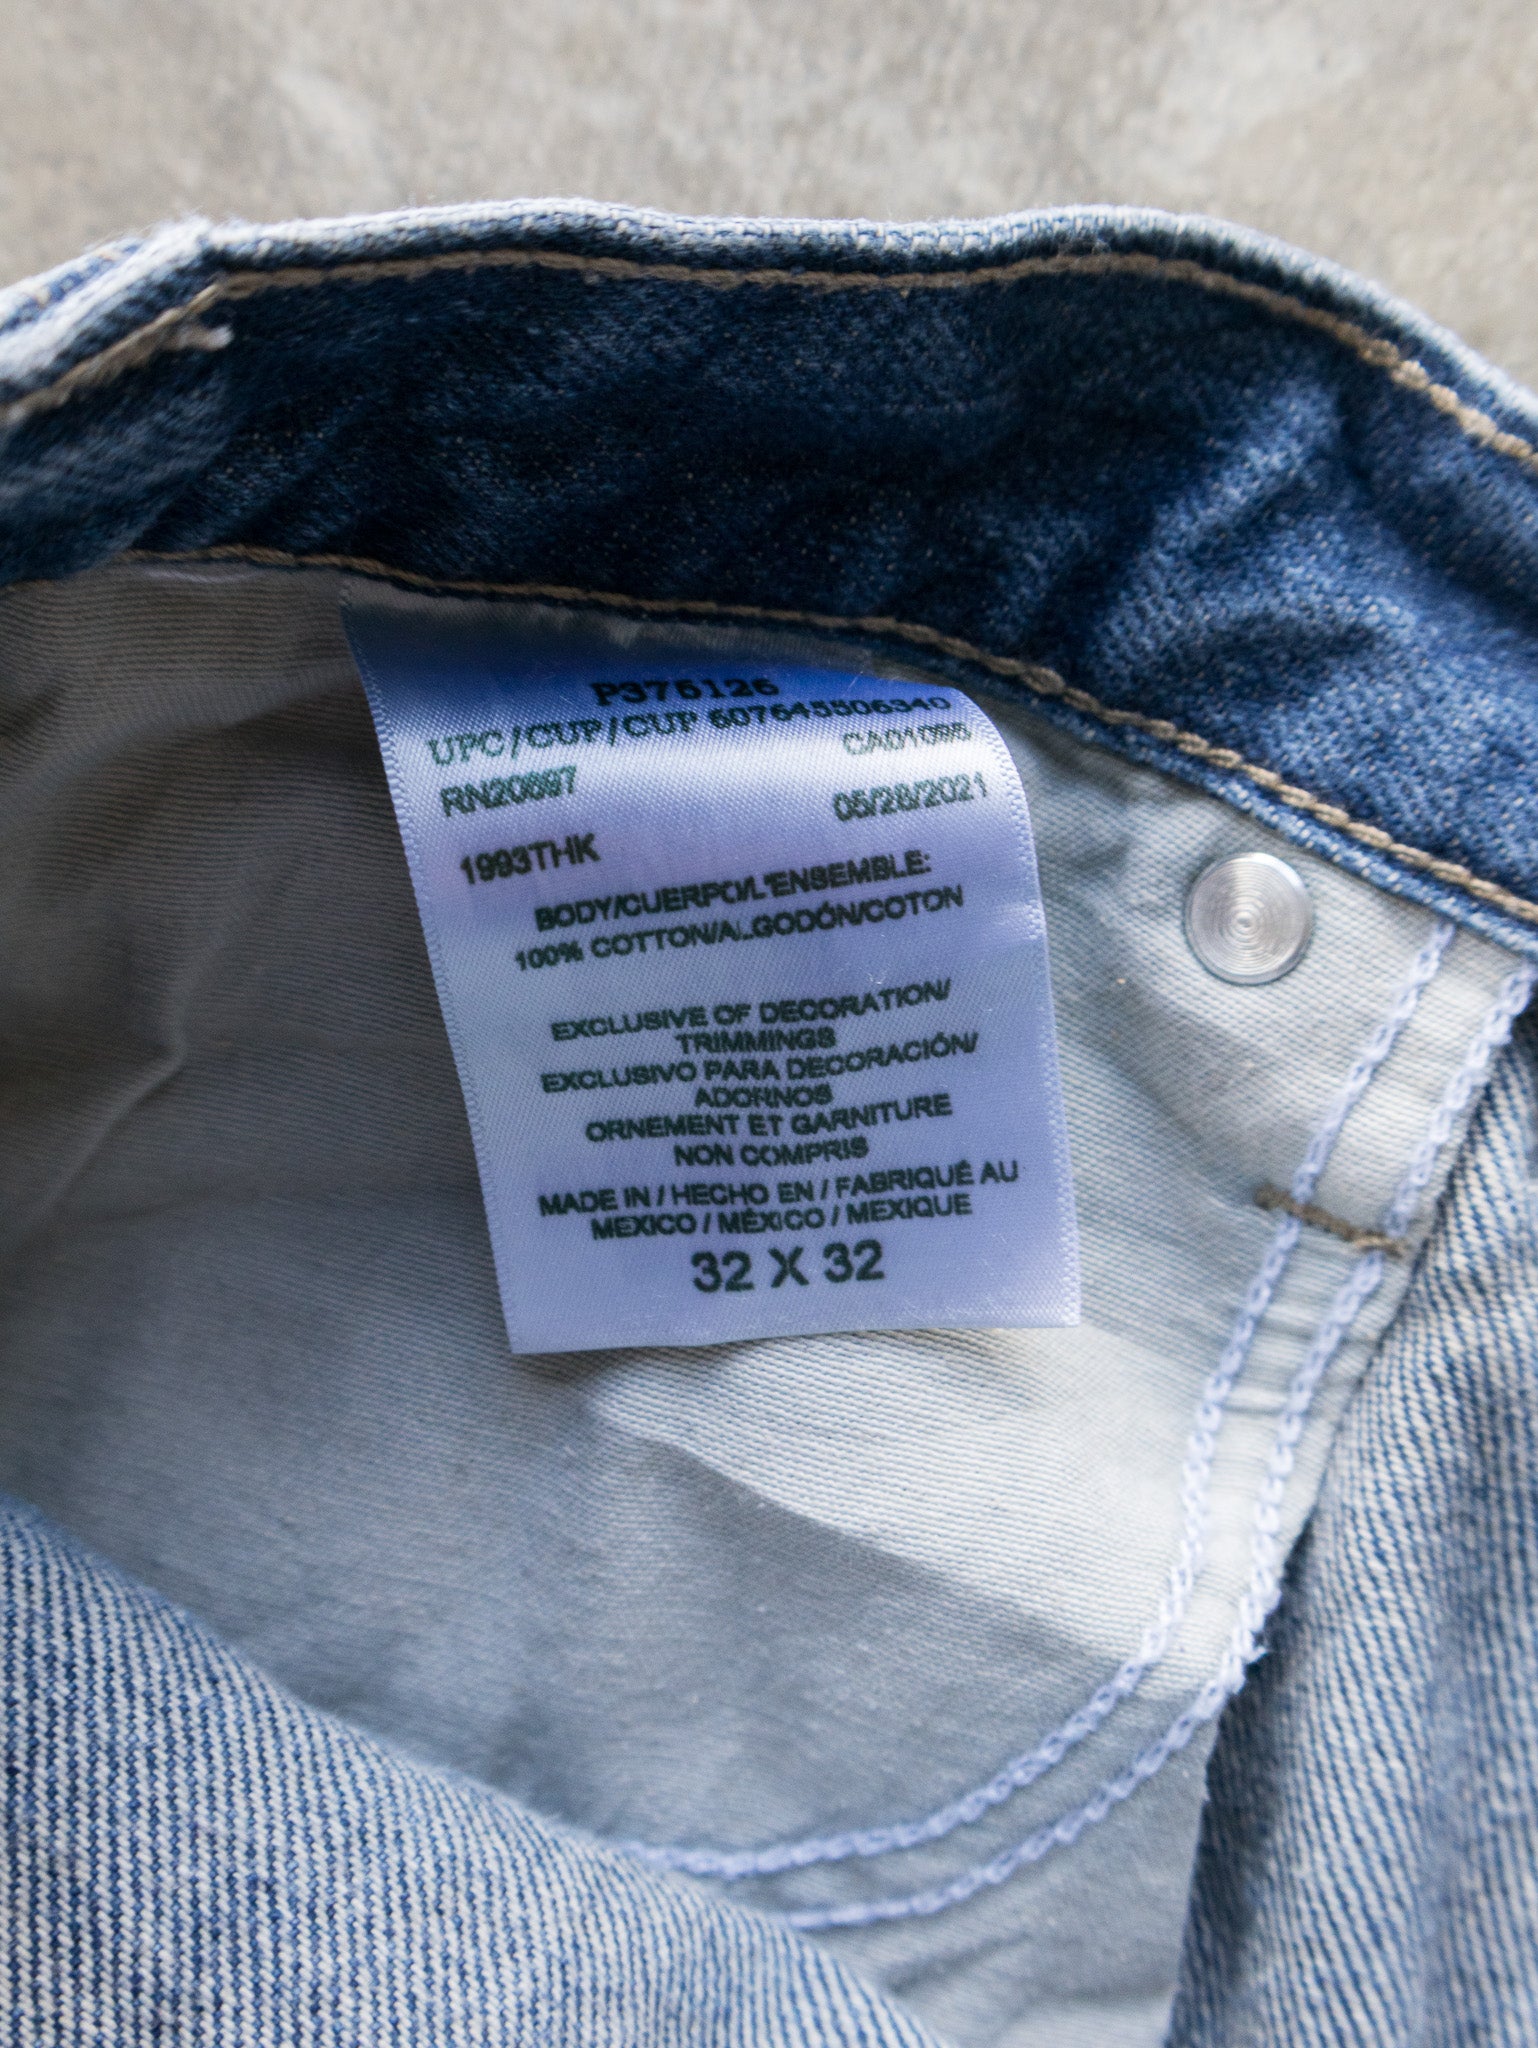 P376126
UPC/CUP/CUP 607645506340
RN20897 CA01095
05/28/2021
1993THK
BODY/CUERPO/L'ENSEMBLE:
100% COTTON/ALGODÓN/COTON
EXCLUSIVE OF DECORATION/
TRIMMINGS
EXCLUSIVO PARA DECORACIÓN/
ADORNOS
ORNEMENT ET GARNITURE
NON COMPRIS
MADE IN / HECHO EN / FABRIQUÉ AU
MEXICO / MÉXICO / MEXIQUE
32 X 32